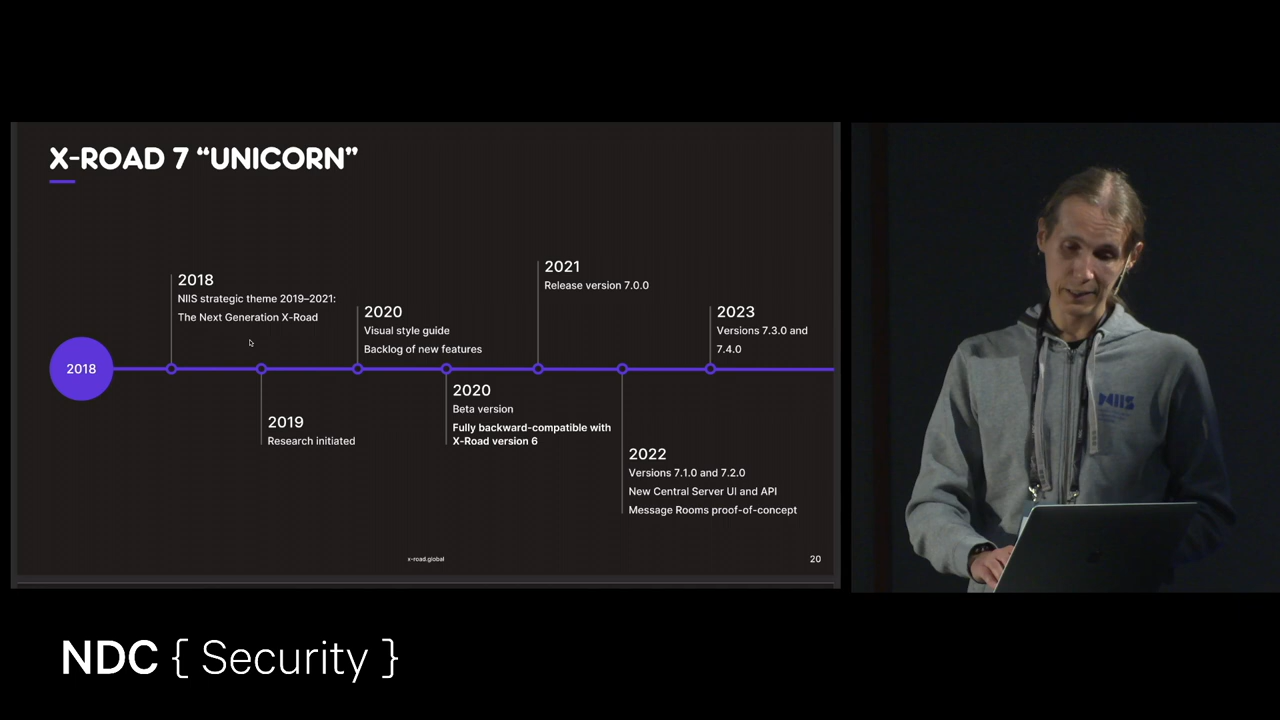 X-ROAD 7 “UNICORN”
2018
2018
NIIS strategic theme 2019–2021:
The Next Generation X-Road
2019
Research initiated
2020
Visual style guide
Backlog of new features
2020
Beta version
Fully backward-compatible with
X-Road version 6
2021
Release version 7.0.0
2022
Versions 7.1.0 and 7.2.0
New Central Server UI and API
Message Rooms proof-of-concept
2023
Versions 7.3.0 and
7.4.0
x-road.global
20
NIIS
NDC { Security }